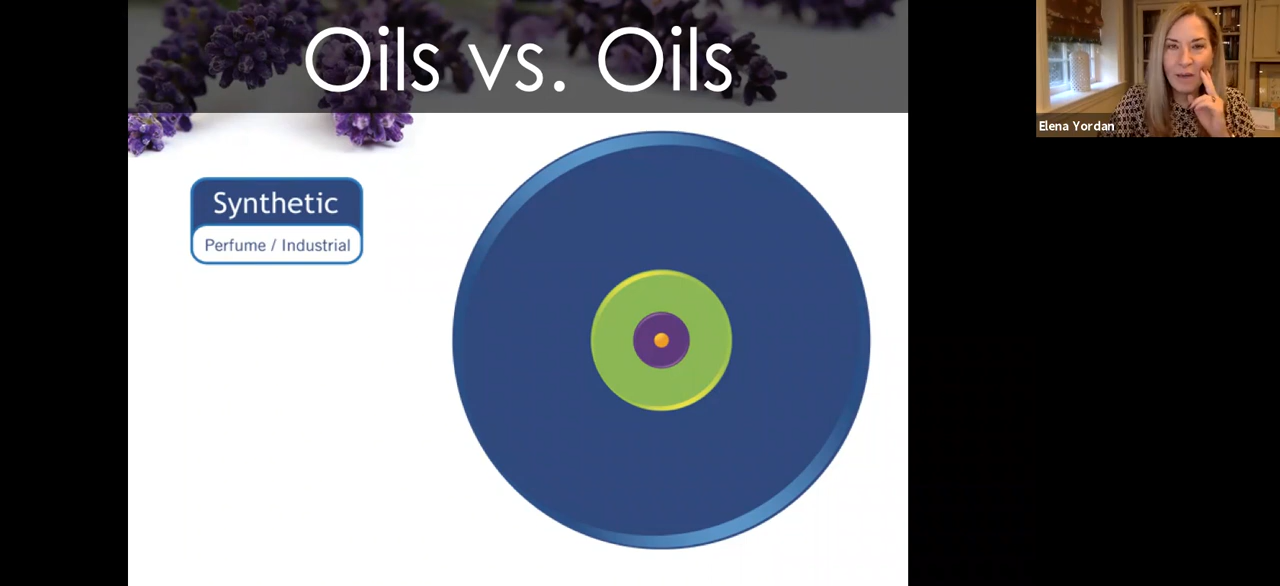 Oils vs. Oils
Synthetic
Perfume / Industrial
Elena Yordan